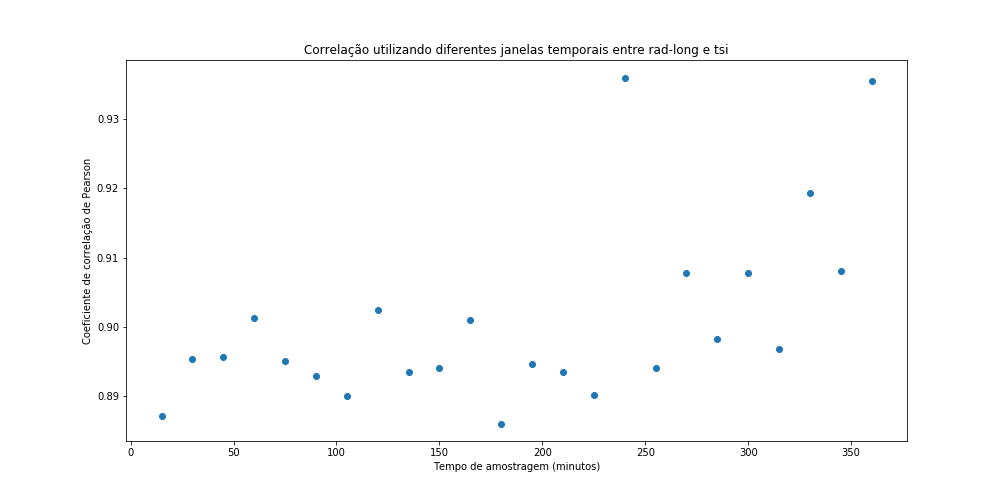 Correlação utilizando diferentes janelas temporais entre rad-long e tsi
Coeficiente de correlação de Pearson
0.93
0.92
0.91
0.90
0.89
0 50 100 150 200 250 300 350
Tempo de amostragem (minutos)